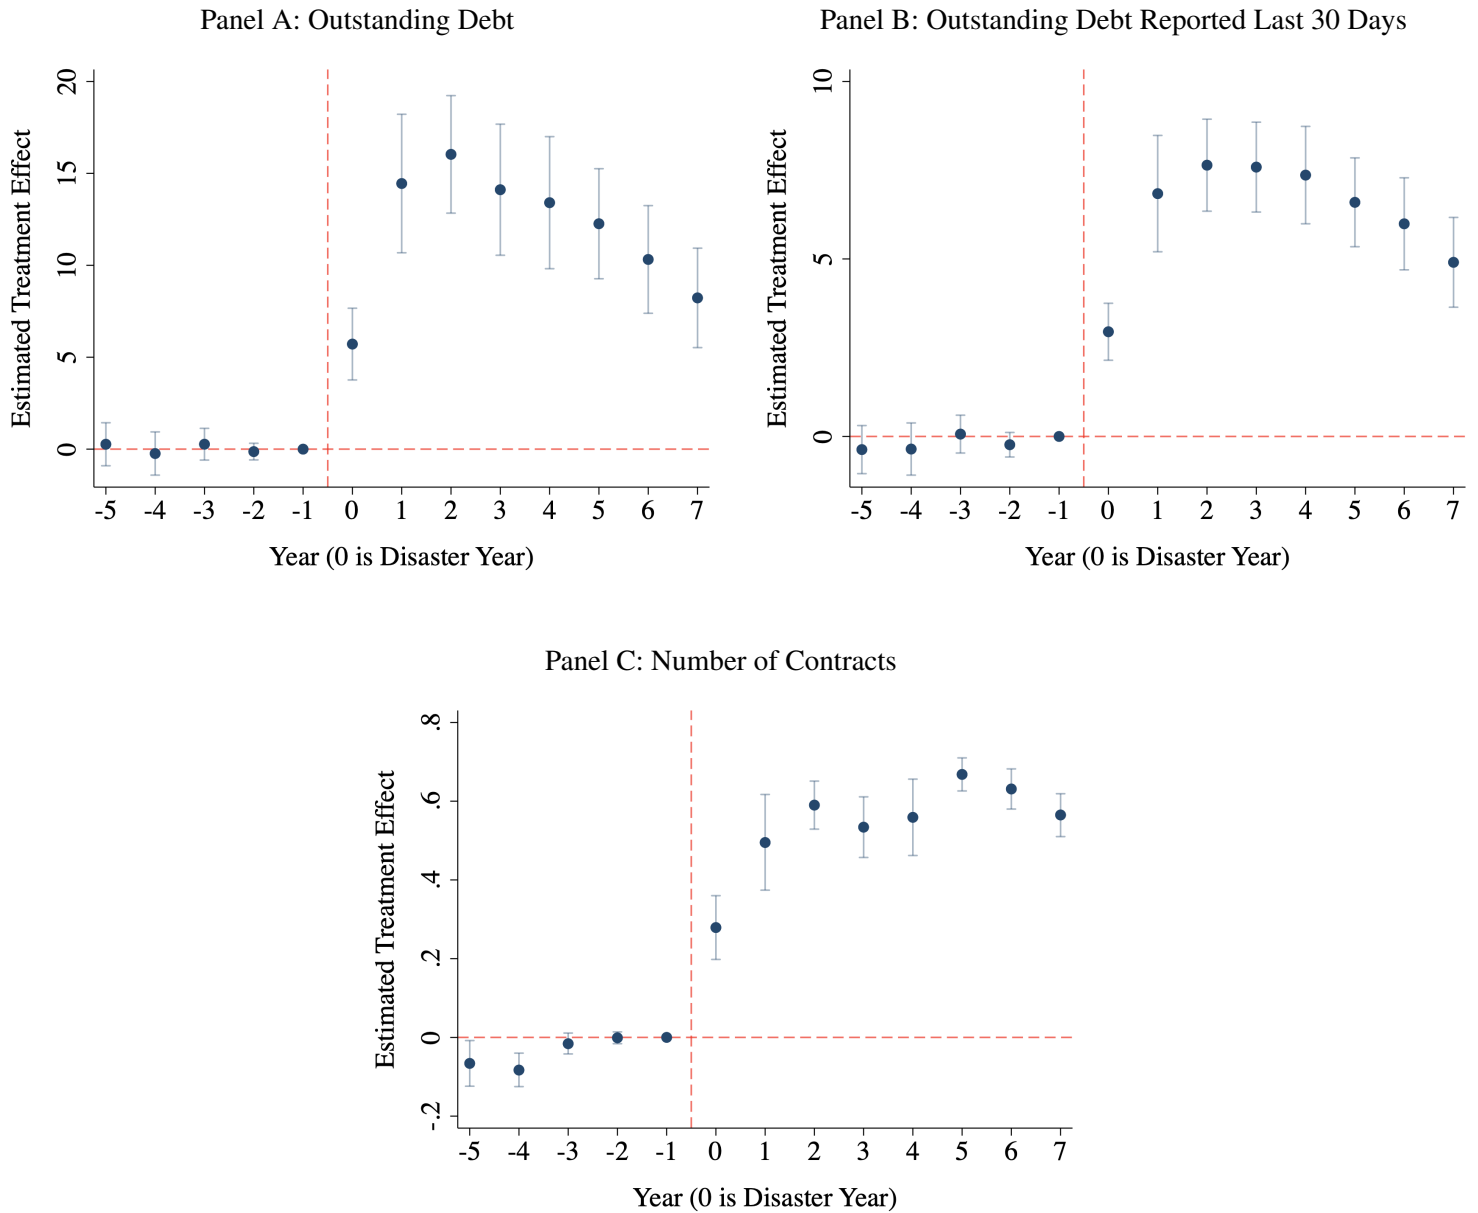 Panel A: Outstanding Debt
Estimated Treatment Effect
20
15
10
5
0
-5 -4 -3 -2 -1 0 1 2 3 4 5 6 7
Year (0 is Disaster Year)
Panel B: Outstanding Debt Reported Last 30 Days
Estimated Treatment Effect
10
5
0
-5 -4 -3 -2 -1 0 1 2 3 4 5 6 7
Year (0 is Disaster Year)
Panel C: Number of Contracts
Estimated Treatment Effect
.8
.6
.4
.2
0
-.2
-5 -4 -3 -2 -1 0 1 2 3 4 5 6 7
Year (0 is Disaster Year)